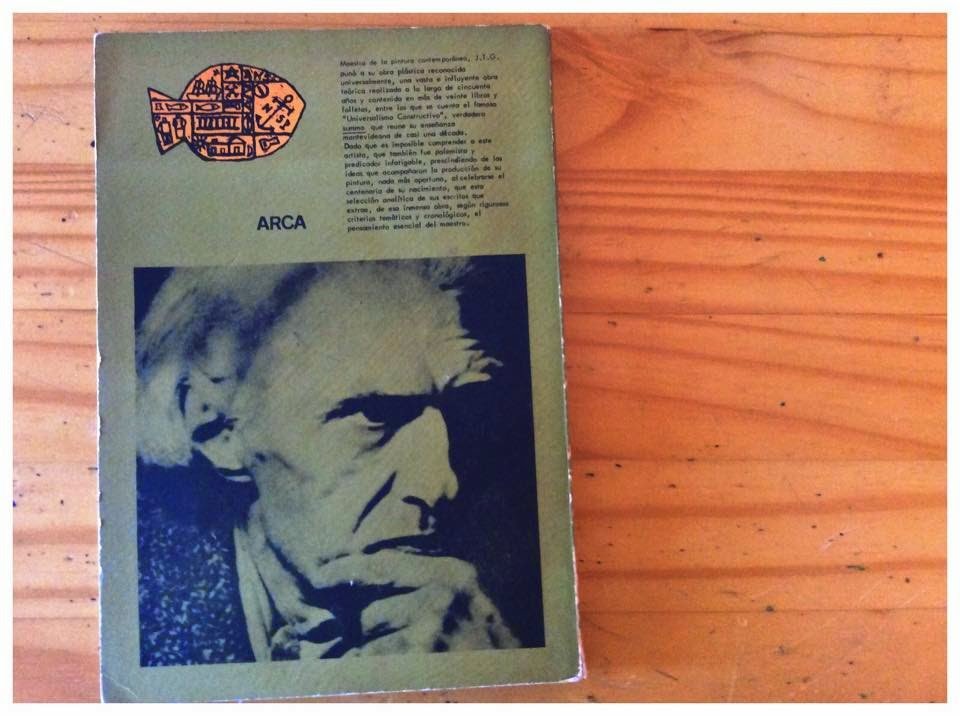 Maestro de la pintura contemporánea, J.T.G.
aunó a su obra plástica reconocida
universalmente, una vasta e influyente obra
teórica realizada a lo largo de cincuenta
años y contenida en más de veinte libros y
folletos, entre los que se cuenta el famoso
"Universalismo Constructivo", verdadera
summa que reune su enseñanza
montevideana de casi una década.
Dado que es imposible comprender a este
artista, que también fue polemista y
predicador infatigable, prescindiendo de las
ideas que acompañaron la producción de su
pintura, nada más oportuno, al celebrarse el
centenario de su nacimiento, que esta
selección analítica de sus escritos que
extrae, de esa inmensa obra, según rigurosos
criterios temáticos y cronológicos, el
pensamiento esencial del maestro.
ARCA